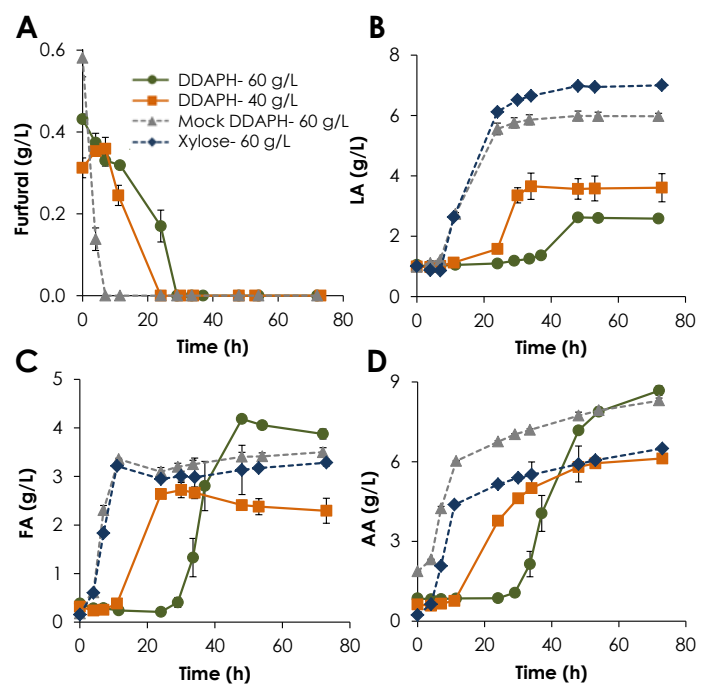 A
0.6
0.4
0.2
0.0
Furfural (g/L)
0
20
40
60
80
Time (h)
DDAPH- 60 g/L
DDAPH- 40 g/L
Mock DDAPH- 60 g/L
Xylose- 60 g/L
B
8
6
4
2
0
LA (g/L)
0
20
40
60
80
Time (h)
C
5
4
3
2
1
0
FA (g/L)
0
20
40
60
80
Time (h)
D
9
6
3
0
AA (g/L)
0
20
40
60
80
Time (h)